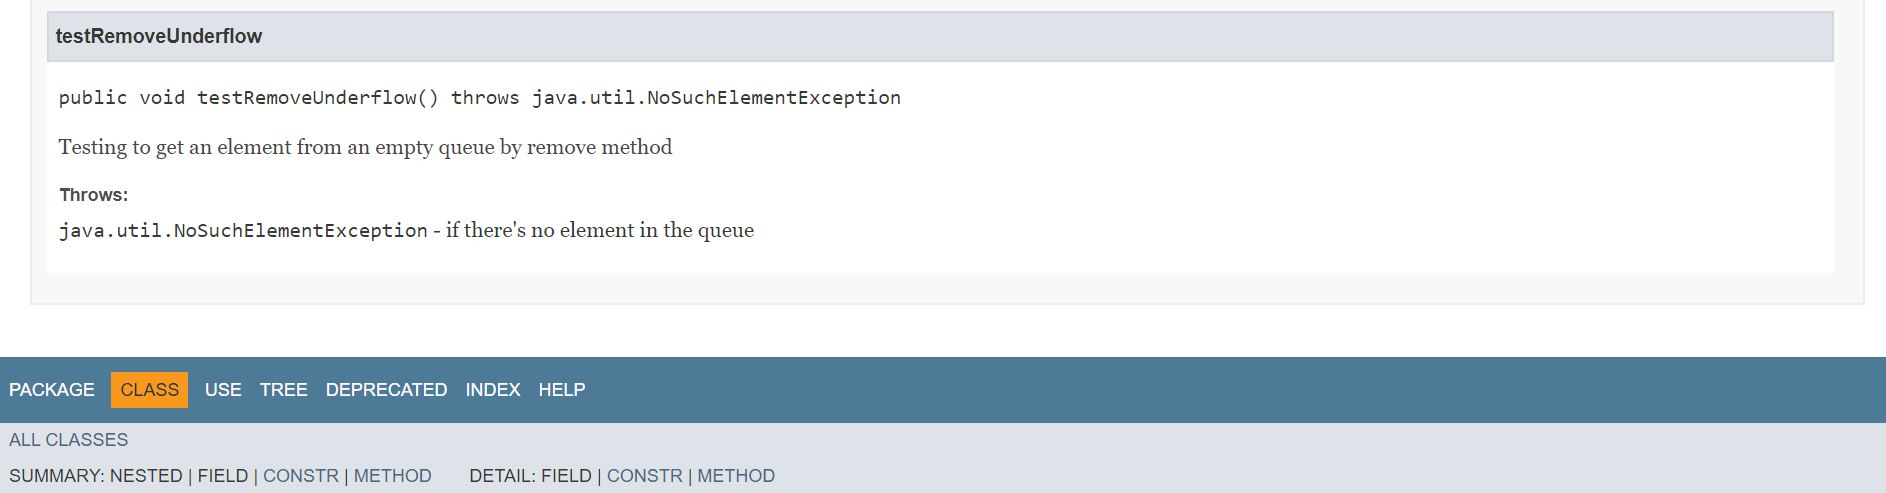 testRemoveUnderflow
public void testRemoveUnderflow() throws java.util.NoSuchElementException
Testing to get an element from an empty queue by remove method
Throws:
java.util.NoSuchElementException - if there's no element in the queue
PACKAGE CLASS USE TREE DEPRECATED INDEX HELP
ALL CLASSES
SUMMARY: NESTED | FIELD | CONSTR | METHOD DETAIL: FIELD | CONSTR | METHOD